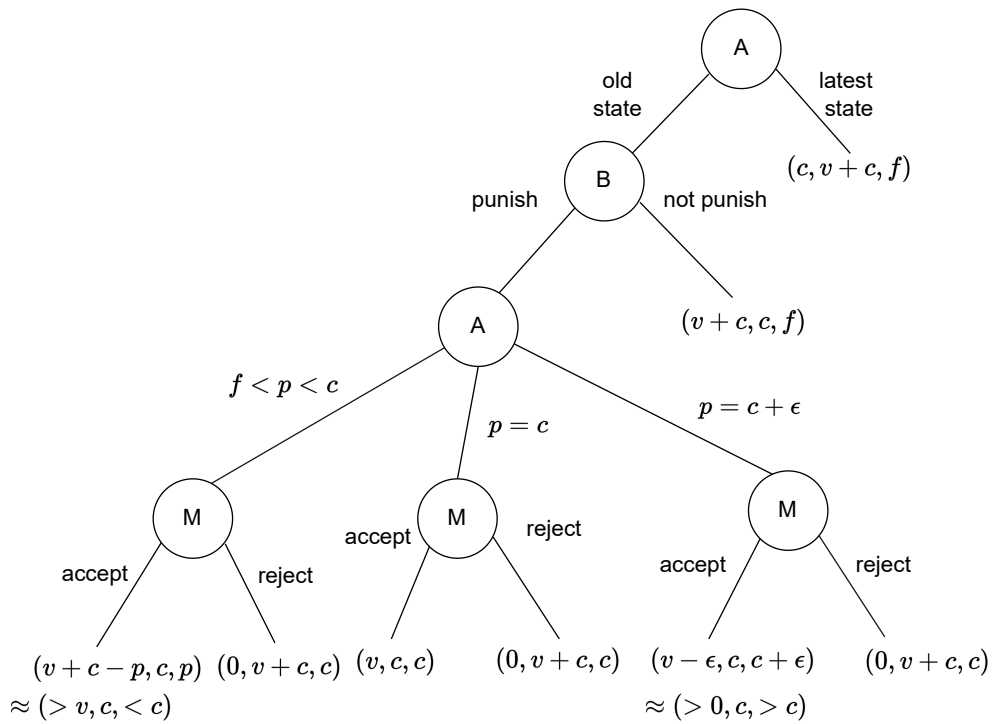 A
old
state
latest
state
(c, v + c, f)
B
punish
not punish
(v + c, c, f)
A
f < p < c
p = c
p = c + ϵ
M
M
M
accept
reject
accept
reject
accept
reject
(v + c − p, c, p)
(0, v + c, c)
(v, c, c)
(0, v + c, c)
(v − ϵ, c, c + ϵ)
(0, v + c, c)
≈ (> v, c, < c)
≈ (> 0, c, > c)